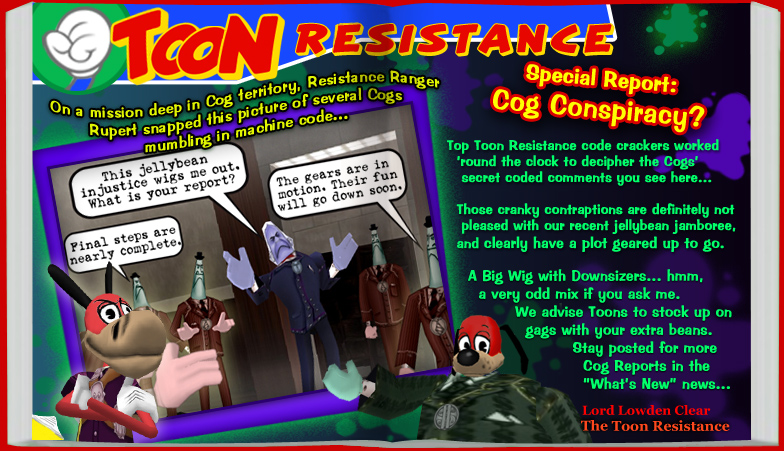 TOON RESISTANCE
On a mission deep in Cog territory, Resistance Ranger
Rupert snapped this picture of several Cogs
mumbling in machine code...
This jellybean
injustice wigs me out.
What is your report?
The gears are in
motion. Their fun
will go down soon.
Final steps are
nearly complete.
Special Report:
Cog Conspiracy?
Top Toon Resistance code crackers worked
'round the clock to decipher the Cogs'
secret coded comments you see here...
Those cranky contraptions are definitely not
pleased with our recent jellybean jamboree,
and clearly have a plot geared up to go.
A Big Wig with Downsizers... hmm,
a very odd mix if you ask me.
We advise Toons to stock up on
gags with your extra beans.
Stay posted for more
Cog Reports in the
"What's New" news...
Lord Lowden Clear
The Toon Resistance